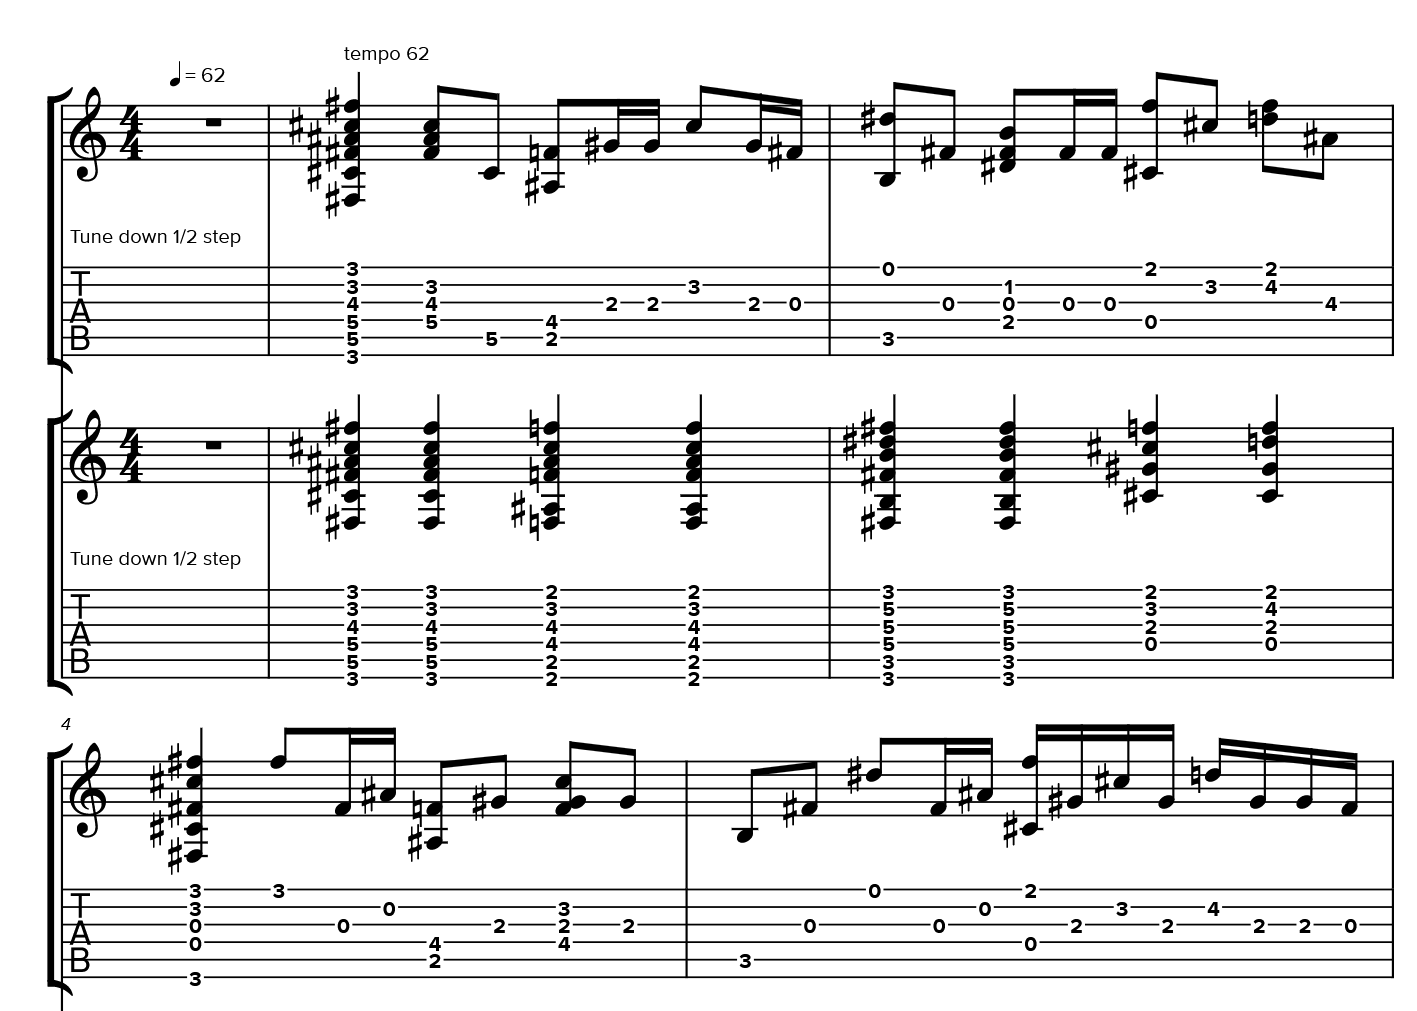 tempo 62
♩ = 62
4
4
Tune down 1/2 step
T
A
B
3 0 2 2
3 3 3 1 3 4
4 4 2 2 2 0 0 0 0 0 4
5 5 4 2 0
5 5 2 3
3
4
4
Tune down 1/2 step
T
A
B
3 3 2 2 3 3 2 2
3 3 3 3 5 5 3 4
4 4 4 4 5 5 2 2
5 5 4 4 5 5 0 0
5 5 2 2 3 3
3 3 2 2 3 3
4
T
A
B
3 3 0 2
3 0 3 0 3 4
0 0 2 2 2 0 0 2 2 2 2 0
0 4 4 0
2 3
3